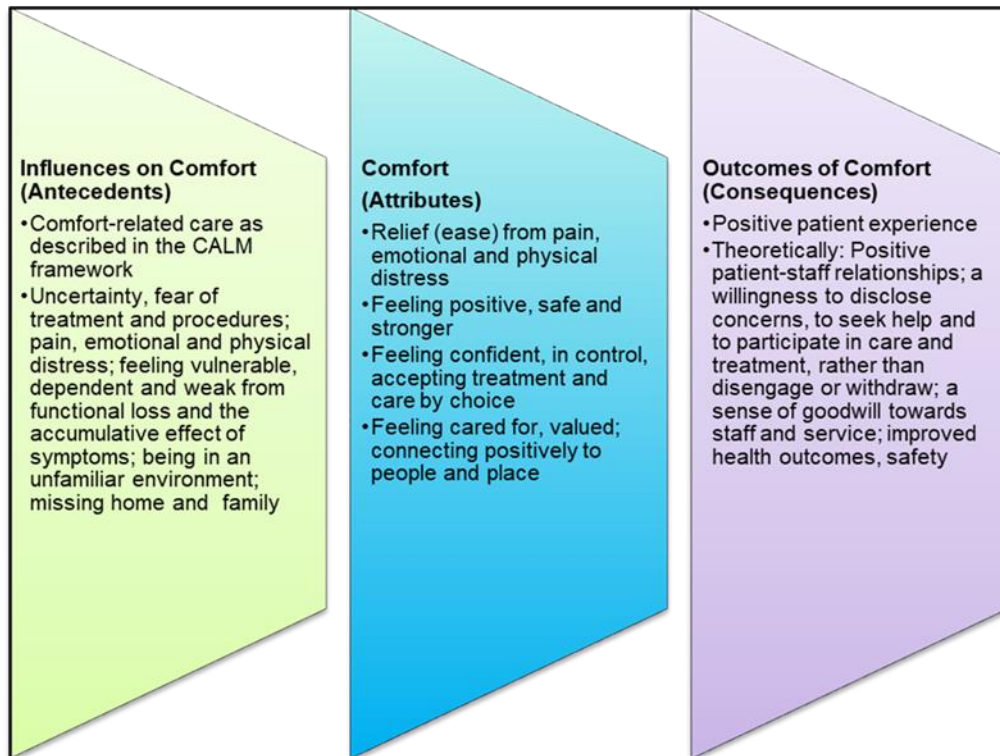 Influences on Comfort
(Antecedents)
•Comfort-related care as
described in the CALM
framework
•Uncertainty, fear of
treatment and procedures;
pain, emotional and physical
distress; feeling vulnerable,
dependent and weak from
functional loss and the
accumulative effect of
symptoms; being in an
unfamiliar environment;
missing home and family
Comfort
(Attributes)
•Relief (ease) from pain,
emotional and physical
distress
•Feeling positive, safe and
stronger
•Feeling confident, in control,
accepting treatment and
care by choice
•Feeling cared for, valued;
connecting positively to
people and place
Outcomes of Comfort
(Consequences)
•Positive patient experience
•Theoretically: Positive
patient-staff relationships; a
willingness to disclose
concerns, to seek help and
to participate in care and
treatment, rather than
disengage or withdraw; a
sense of goodwill towards
staff and service; improved
health outcomes, safety